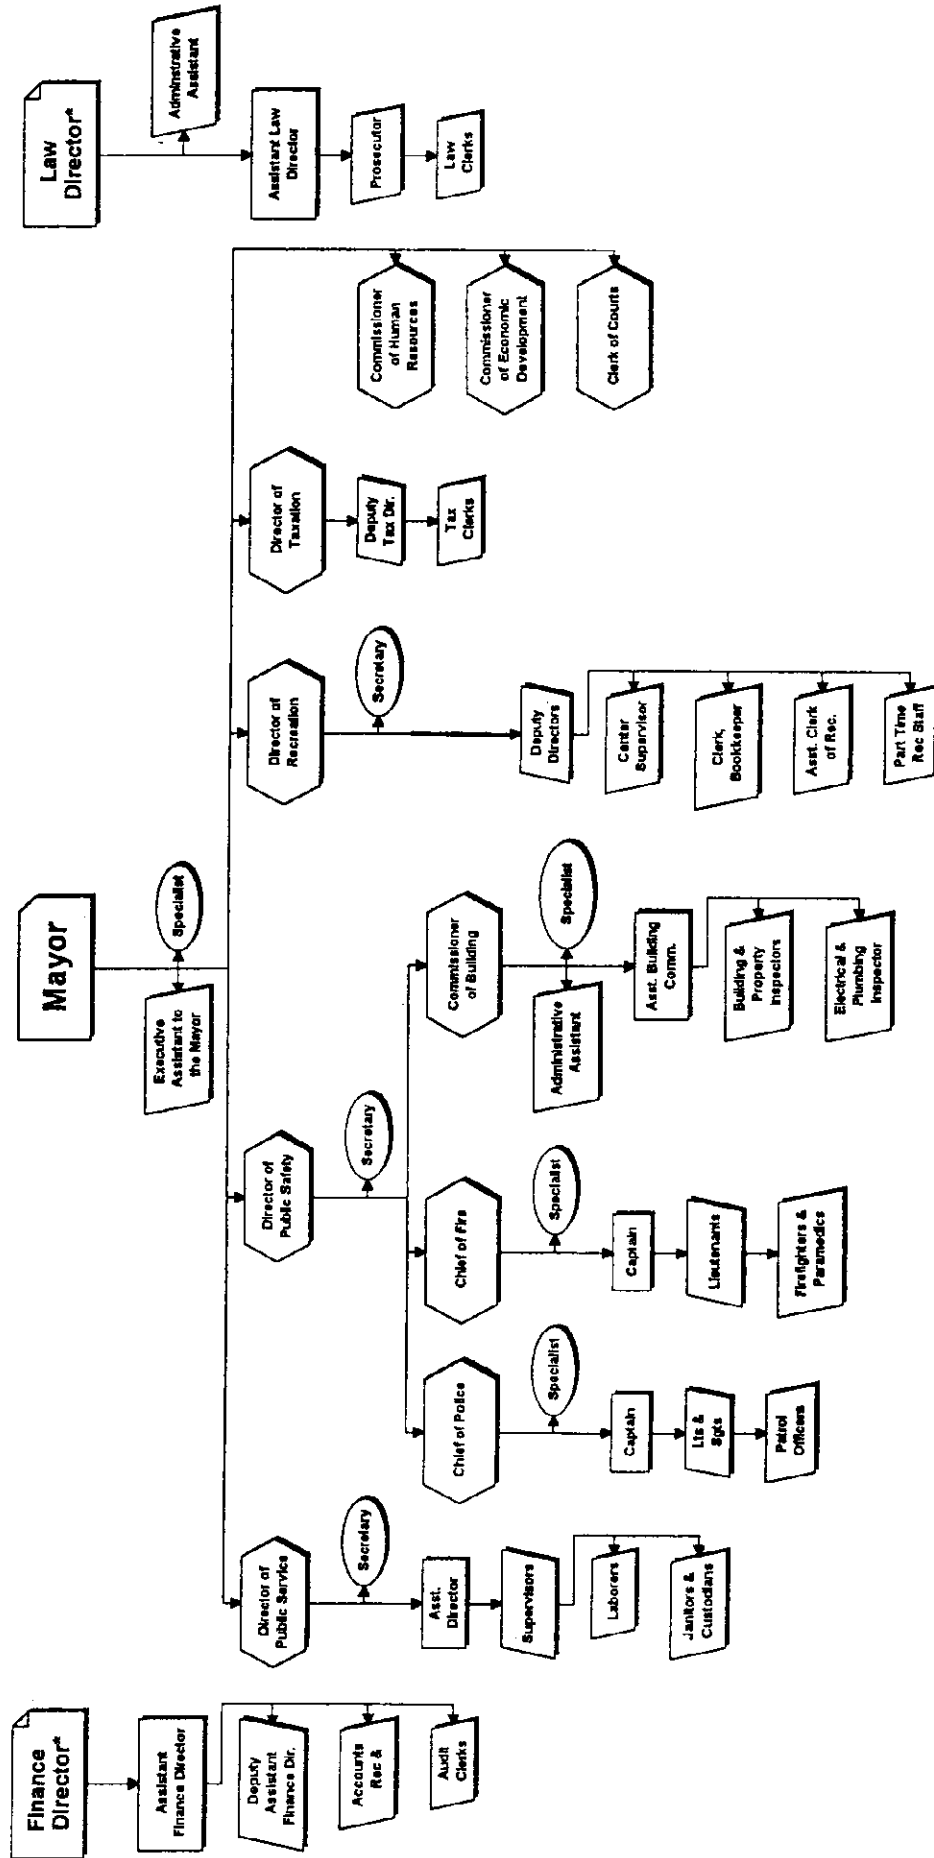 Finance
Director*
Assistant
Finance Director
Deputy
Assistant
Finance Dir.
Accounts
Rec &
Audit
Clerks
Mayor
Executive
Assistant to
the Mayor
Specialist
Director of
Public Service
Secretary
Asst.
Director
Supervisors
Laborers
Janitors &
Custodians
Director of
Public Safety
Secretary
Chief of Police
Specialist
Captain
Lts &
Sgts
Patrol
Officers
Chief of Fire
Specialist
Captain
Lieutenants
Firefighters &
Paramedics
Commissioner
of Building
Administrative
Assistant
Specialist
Asst. Building
Comm.
Building &
Property
Inspectors
Electrical &
Plumbing
Inspector
Director of
Recreation
Secretary
Deputy
Directors
Center
Supervisor
Clerk,
Bookkeeper
Asst. Clerk
of Rec.
Part Time
Rec Staff
Director of
Taxation
Deputy
Tax Dir.
Tax
Clerks
Commissioner
of Human
Resources
Commissioner
of Economic
Development
Clerk of Courts
Law
Director*
Adminstrative
Assistant
Assistant Law
Director
Prosecutor
Law
Clerks